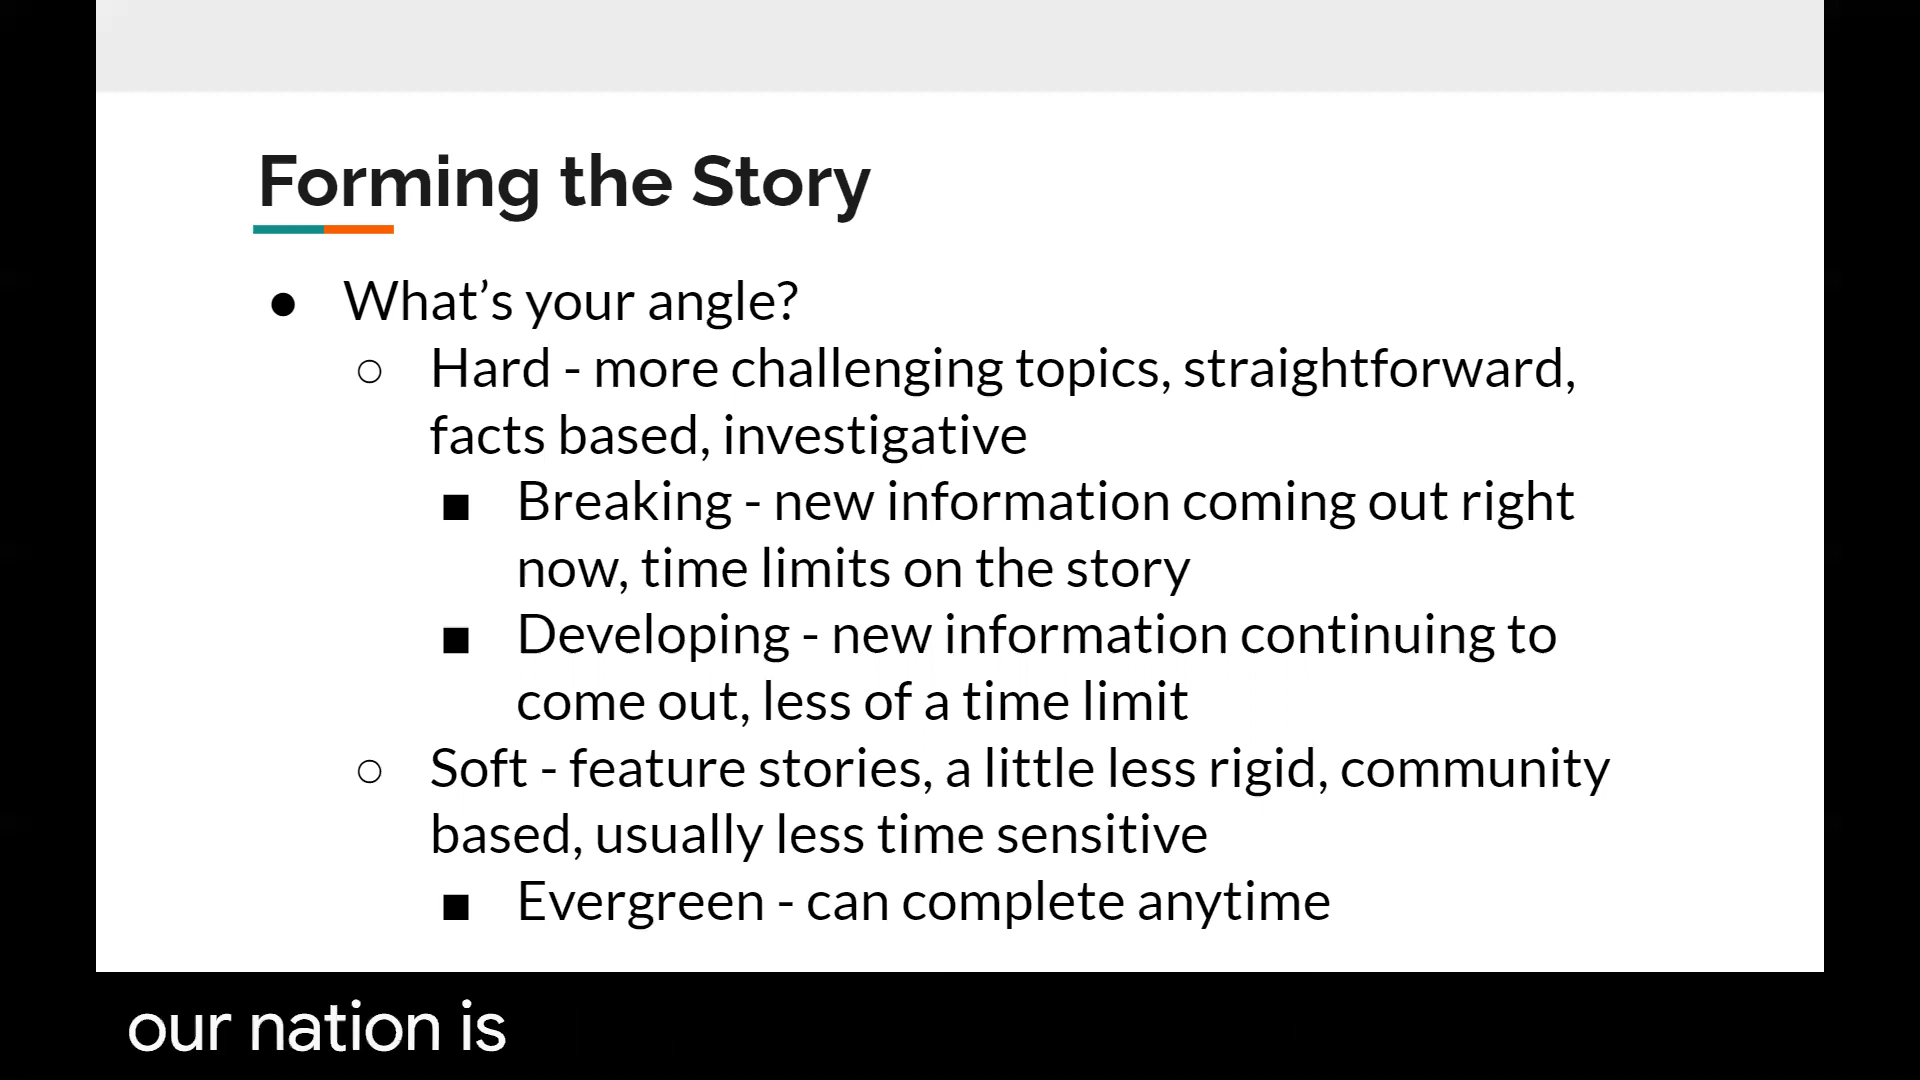 Forming the Story
● What’s your angle?
○ Hard - more challenging topics, straightforward,
facts based, investigative
■ Breaking - new information coming out right
now, time limits on the story
■ Developing - new information continuing to
come out, less of a time limit
○ Soft - feature stories, a little less rigid, community
based, usually less time sensitive
■ Evergreen - can complete anytime
our nation is